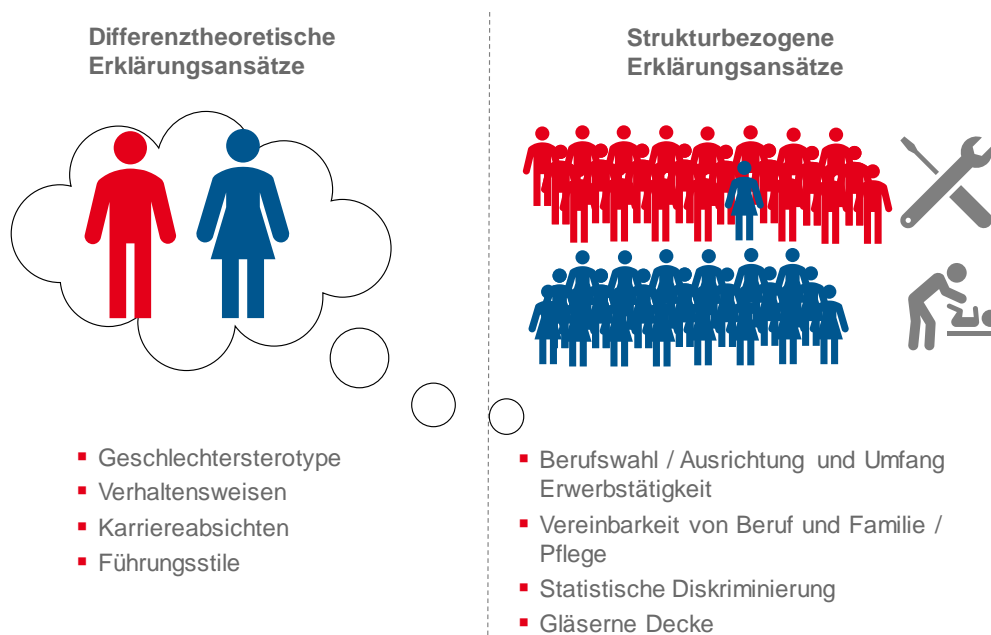 Differenztheoretische
Erklärungsansätze
▪ Geschlechtersterotype
▪ Verhaltensweisen
▪ Karriereabsichten
▪ Führungsstile
Strukturbezogene
Erklärungsansätze
▪ Berufswahl / Ausrichtung und Umfang
Erwerbstätigkeit
▪ Vereinbarkeit von Beruf und Familie /
Pflege
▪ Statistische Diskriminierung
▪ Gläserne Decke